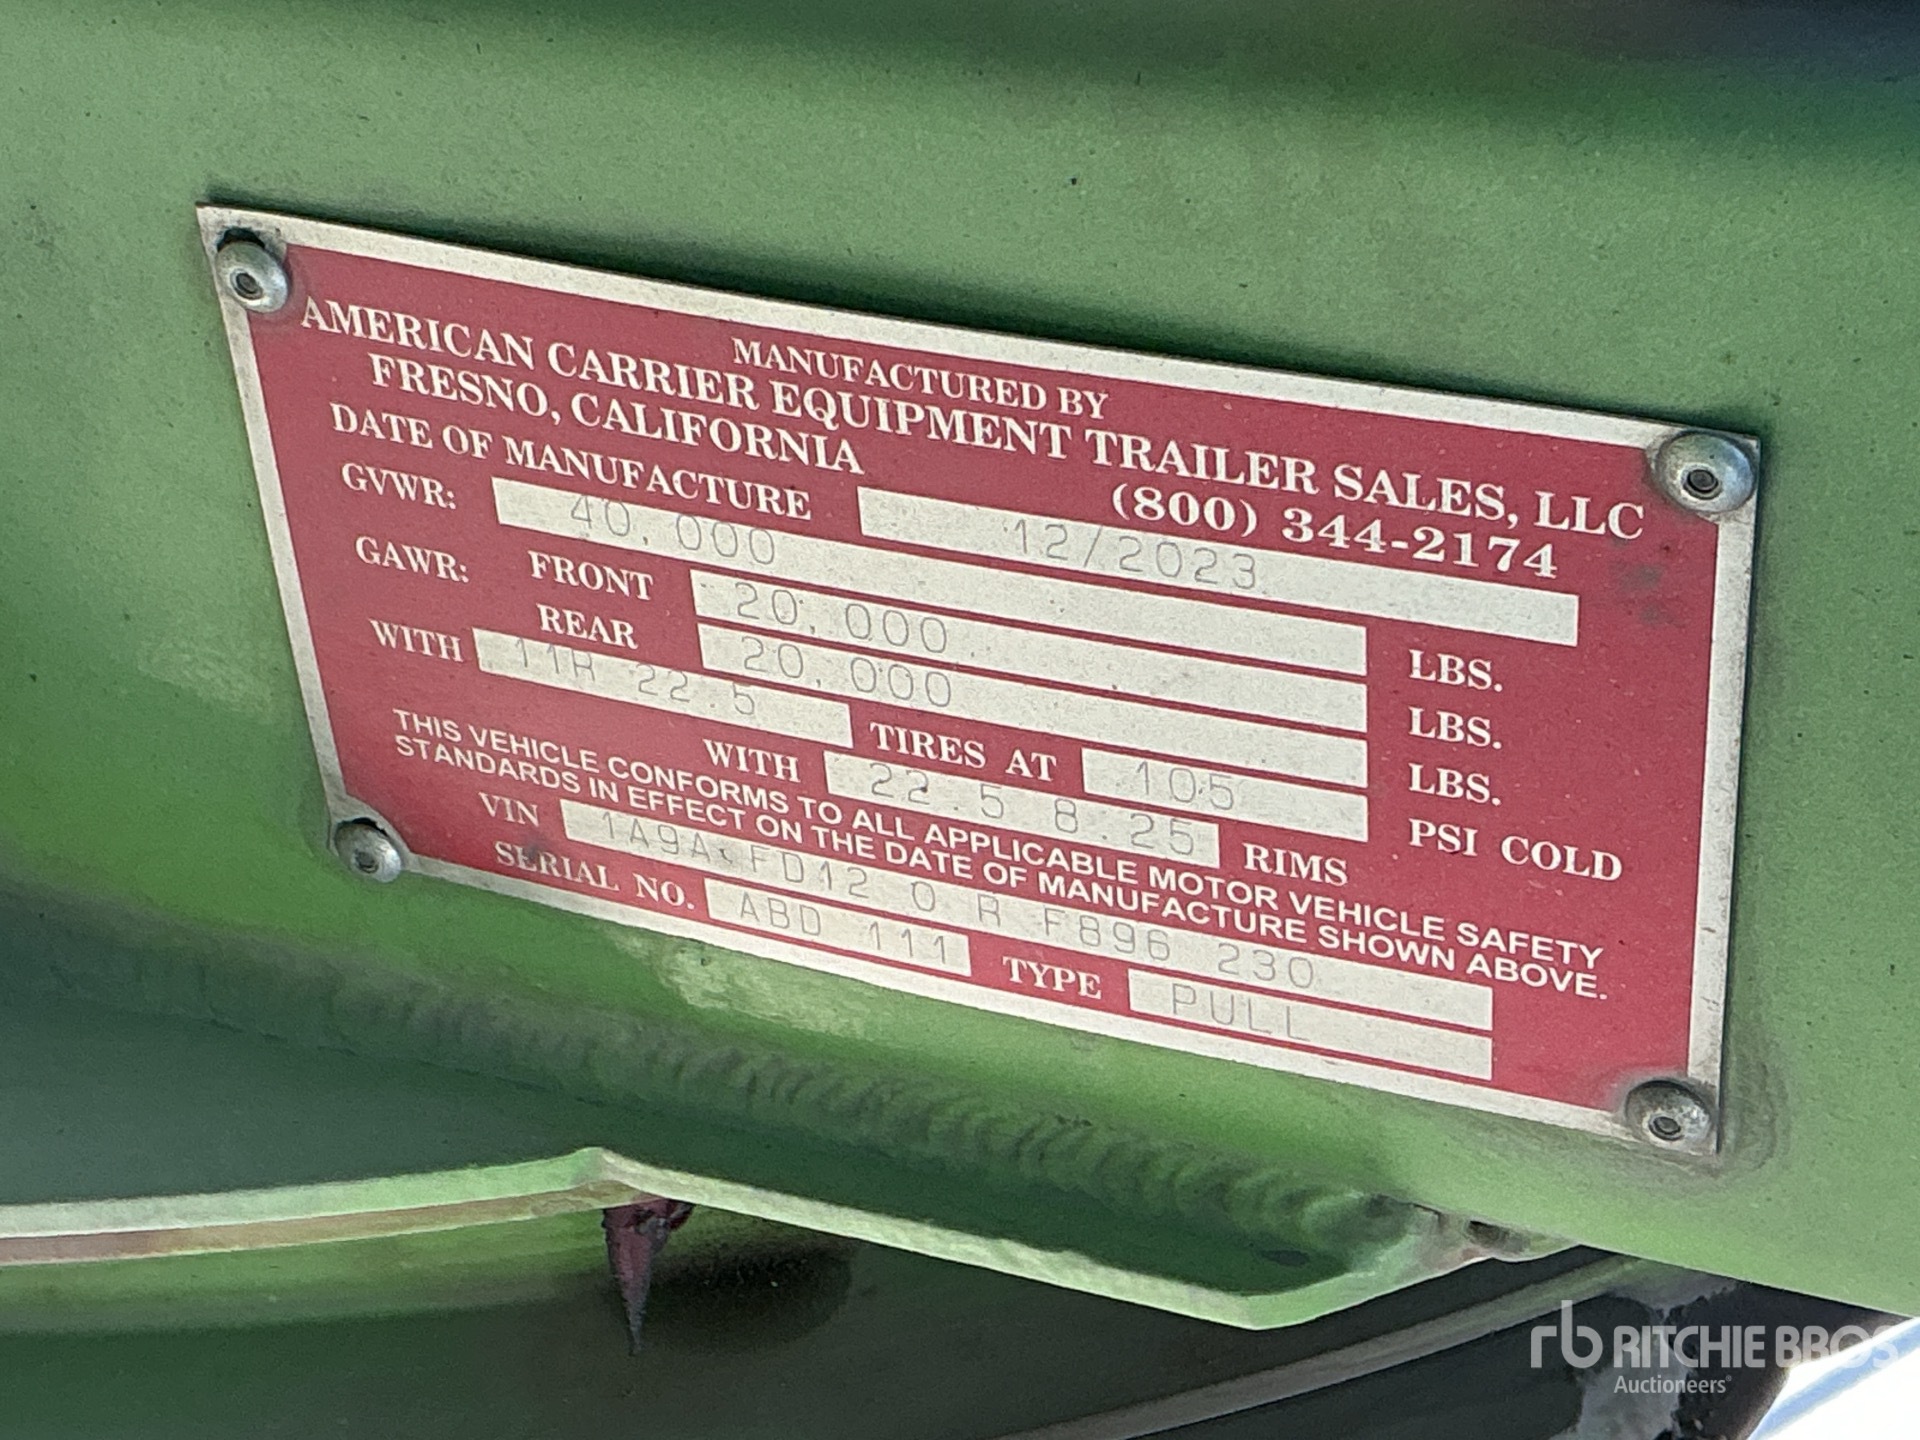 MANUFACTURED BY
AMERICAN CARRIER EQUIPMENT TRAILER SALES, LLC
FRESNO, CALIFORNIA (800) 344-2174
DATE OF MANUFACTURE 12/2023
GVWR: 40,000 LBS.
GAWR: FRONT 20,000 LBS.
REAR 20,000 LBS.
WITH 11R 22.5 TIRES AT 105 PSI COLD
WITH 22.5 8.25 RIMS
THIS VEHICLE CONFORMS TO ALL APPLICABLE MOTOR VEHICLE SAFETY
STANDARDS IN EFFECT ON THE DATE OF MANUFACTURE SHOWN ABOVE.
VIN 1A9A FD12 0 R F896 230
SERIAL NO. ABD 111 TYPE PULL
rb RITCHIE BROS
Auctioneers